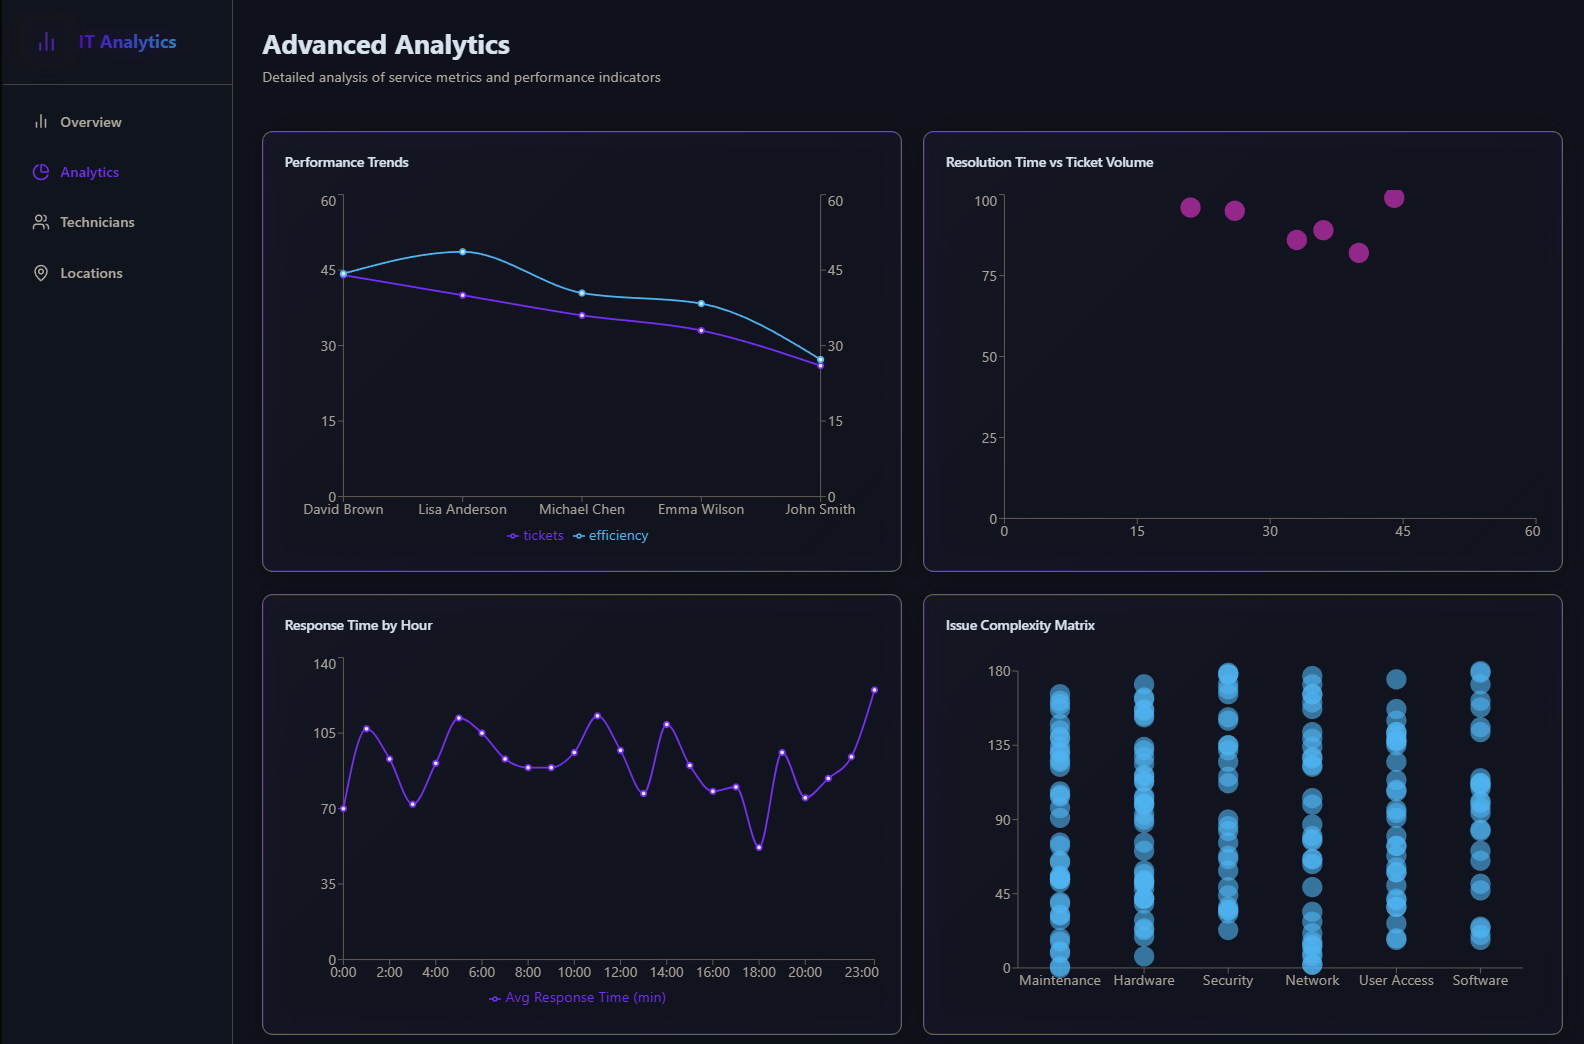 IT Analytics
Overview
Analytics
Technicians
Locations
Advanced Analytics
Detailed analysis of service metrics and performance indicators
Performance Trends
60 60
45 45
30 30
15 15
0 0
David Brown Lisa Anderson Michael Chen Emma Wilson John Smith
tickets efficiency
Resolution Time vs Ticket Volume
100
75
50
25
0
0 15 30 45 60
Response Time by Hour
140
105
70
35
0
0:00 2:00 4:00 6:00 8:00 10:00 12:00 14:00 16:00 18:00 20:00 23:00
Avg Response Time (min)
Issue Complexity Matrix
180
135
90
45
0
Maintenance Hardware Security Network User Access Software